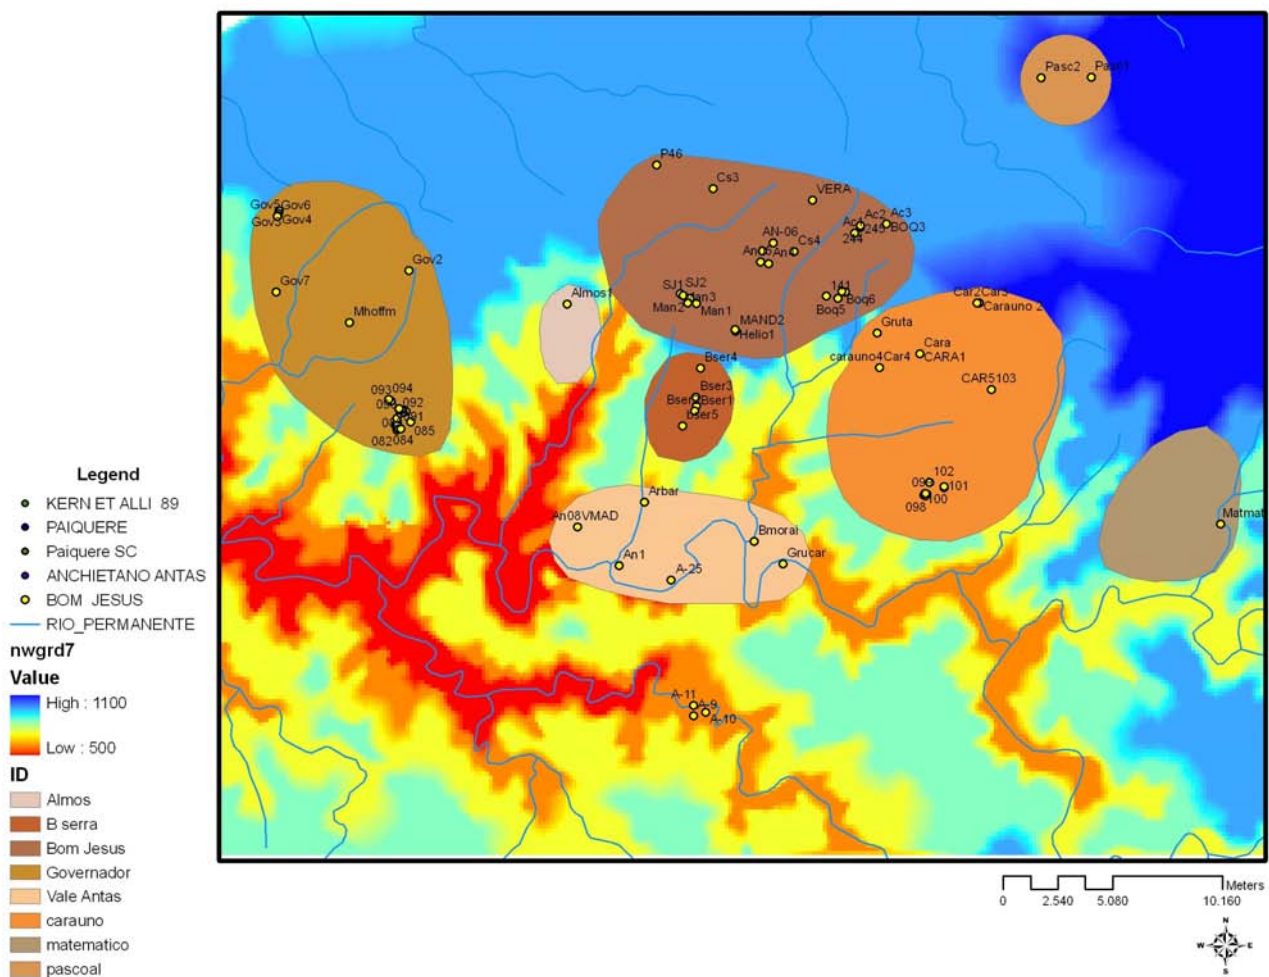 Pasc2
P46
Cs3
VERA
Gov5
Gov6
Gov3
Gov4
Ac2
Ac3
BOQ3
245
244
AN-06
Cs4
Gov2
Gov7
SJ1
SJ2
Man2
Man1
141
Boq6
Boq5
Almos1
Mhoffm
MAND2
Helio1
Car2
Car3
Carauno 2
Gruta
Cara
CARA1
carauno4
Car4
CAR5103
Bser4
Bser3
Bser1
bser5
093
094
092
085
082
084
102
101
100
098
Arbar
An08VMAD
Bmorai
Grucar
An1
A-25
Matmat
A-11
A-9
A-10
Legend
KERN ET ALLI 89
PAIQUERE
Paiquere SC
ANCHIETANO ANTAS
BOM JESUS
RIO_PERMANENTE
nwgrd7
Value
High : 1100
Low : 500
ID
Almos
B serra
Bom Jesus
Governador
Vale Antas
carauno
matematico
pascoal
Meters
0 2.540 5.080 10.160
N
W E
S